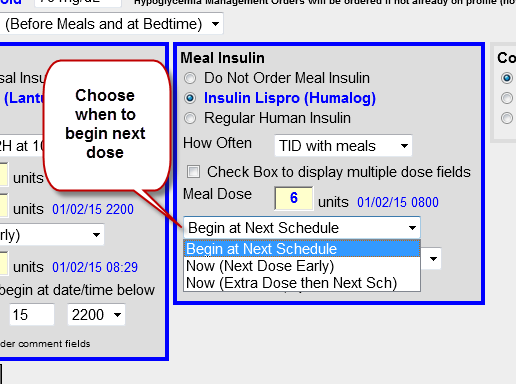 Hypoglycemia Management Orders will be ordered if not already on profile (no
(Before Meals and at Bedtime)
Meal Insulin
Do Not Order Meal Insulin
Insulin Lispro (Humalog)
Regular Human Insulin
How Often TID with meals
Check Box to display multiple dose fields
Meal Dose 6 units 01/02/15 0800
Begin at Next Schedule
Begin at Next Schedule
Now (Next Dose Early)
Now (Extra Dose then Next Sch)
Choose
when to
begin next
dose
sal Insu
(Lantu
2H at 10
units
units 01/02/15 2200
rly)
units 01/02/15 08:29
begin at date/time below
15 2200
der comment fields
Co